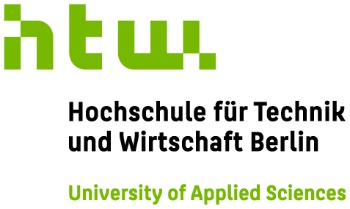 htw.
Hochschule für Technik
und Wirtschaft Berlin
University of Applied Sciences